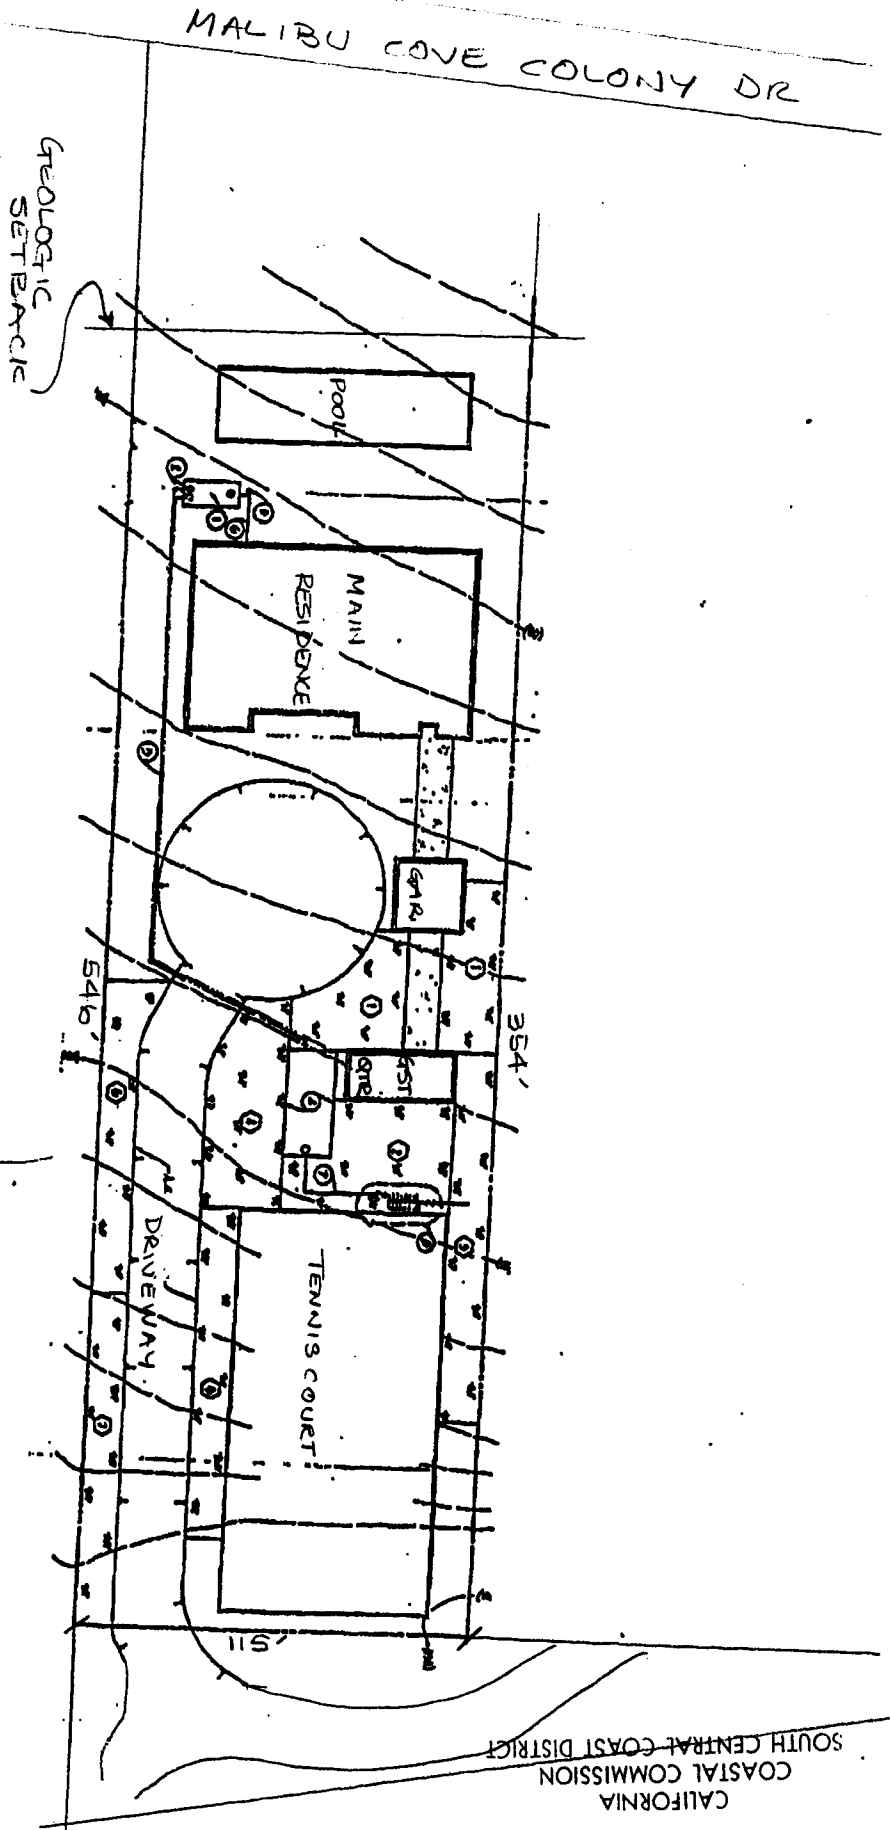 MALIBU COVE COLONY DR
GEOLOGIC
SETBACK
POOL
MAIN
RESIDENCE
GAR
GST
QTR
354'
546'
DRIVEWAY
TENNIS COURT
115'
CALIFORNIA
COASTAL COMMISSION
SOUTH CENTRAL COAST DISTRICT